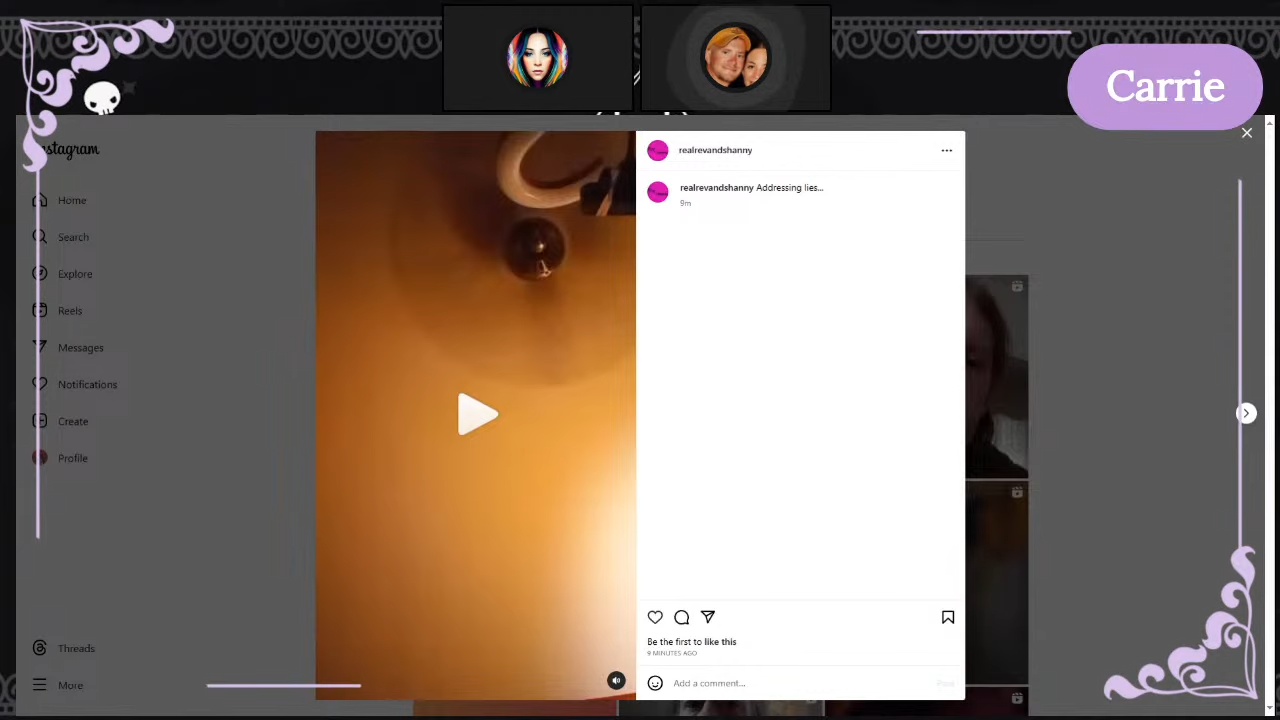 Carrie
Instagram
Home
Search
Explore
Reels
Messages
Notifications
Create
Profile
Threads
More
realrevandshanny
realrevandshanny Addressing lies...
9m
Be the first to like this
9 MINUTES AGO
Add a comment...
Post